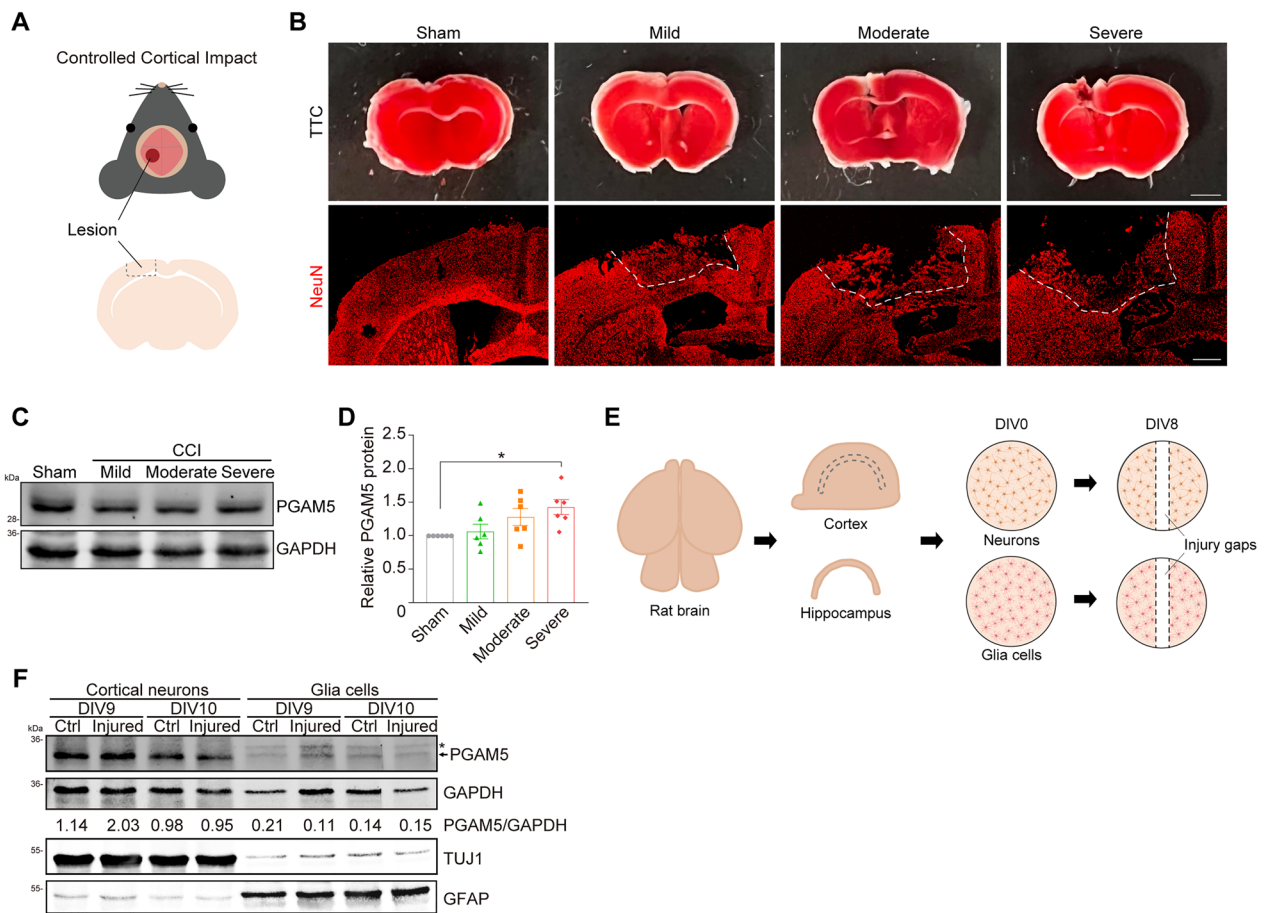 A
Controlled Cortical Impact
Lesion
B
Sham Mild Moderate Severe
TTC
NeuN
C
CCI
Sham Mild Moderate Severe
kDa
PGAM5
28-
36-
GAPDH
D
Relative PGAM5 protein
2.5
2.0
1.5
1.0
0.5
0
*
Sham Mild Moderate Severe
E
Rat brain
Cortex
Hippocampus
DIV0 DIV8
Neurons
Injury gaps
Glia cells
F
Cortical neurons Glia cells
DIV9 DIV10 DIV9 DIV10
Ctrl Injured Ctrl Injured Ctrl Injured Ctrl Injured
kDa
36-
*
PGAM5
36-
GAPDH
1.14 2.03 0.98 0.95 0.21 0.11 0.14 0.15 PGAM5/GAPDH
55-
TUJ1
55-
GFAP